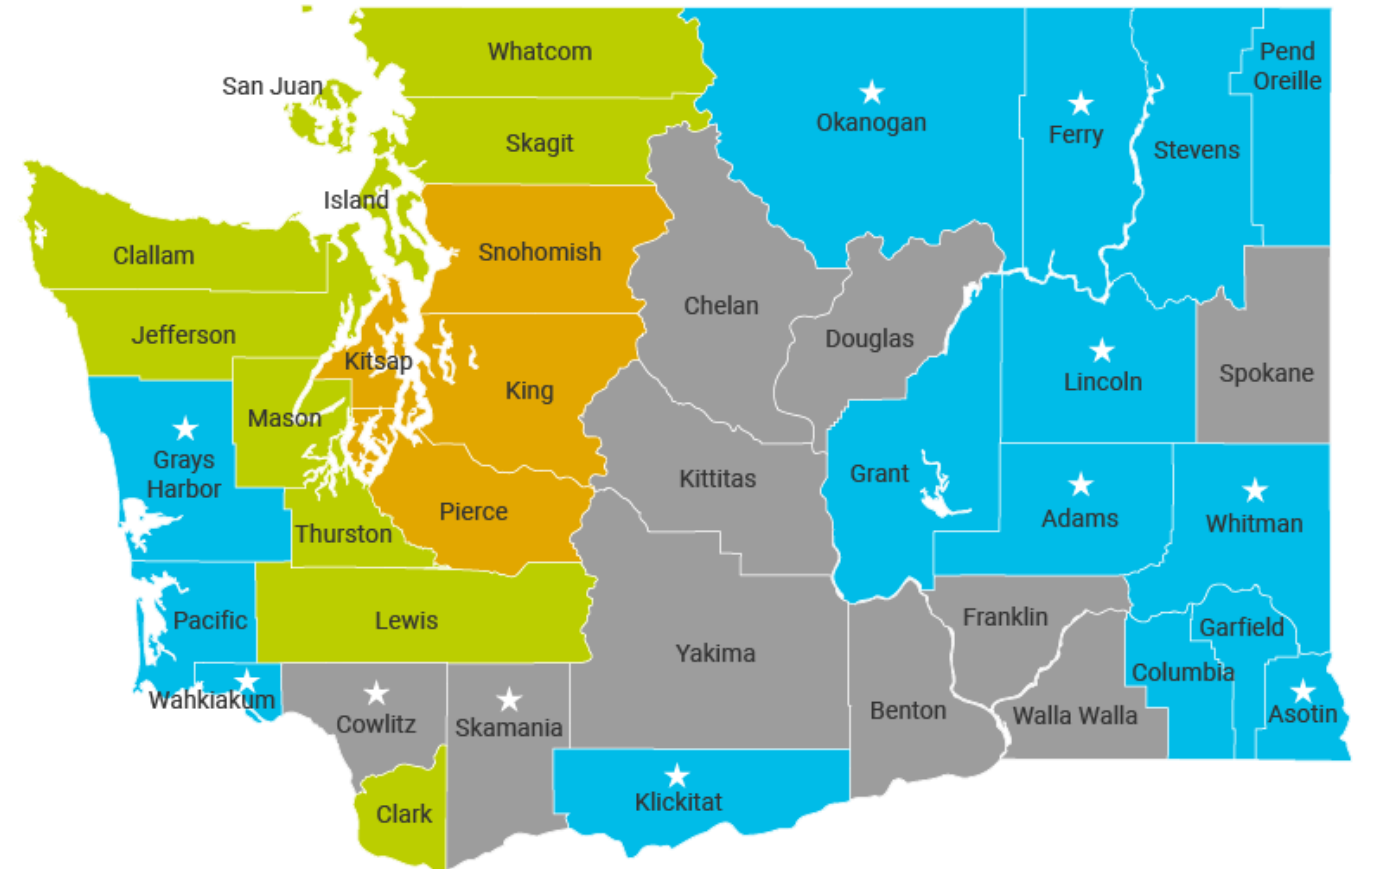 Whatcom
Pend
Oreille
San Juan
Okanogan
Ferry
Skagit
Stevens
Island
Snohomish
Clallam
Chelan
Jefferson
Douglas
Kitsap
Spokane
Lincoln
King
Mason
Grays
Harbor
Grant
Kittitas
Pierce
Adams
Whitman
Thurston
Franklin
Pacific
Lewis
Garfield
Yakima
Columbia
Wahkiakum
Benton
Asotin
Walla Walla
Cowlitz
Skamania
Klickitat
Clark